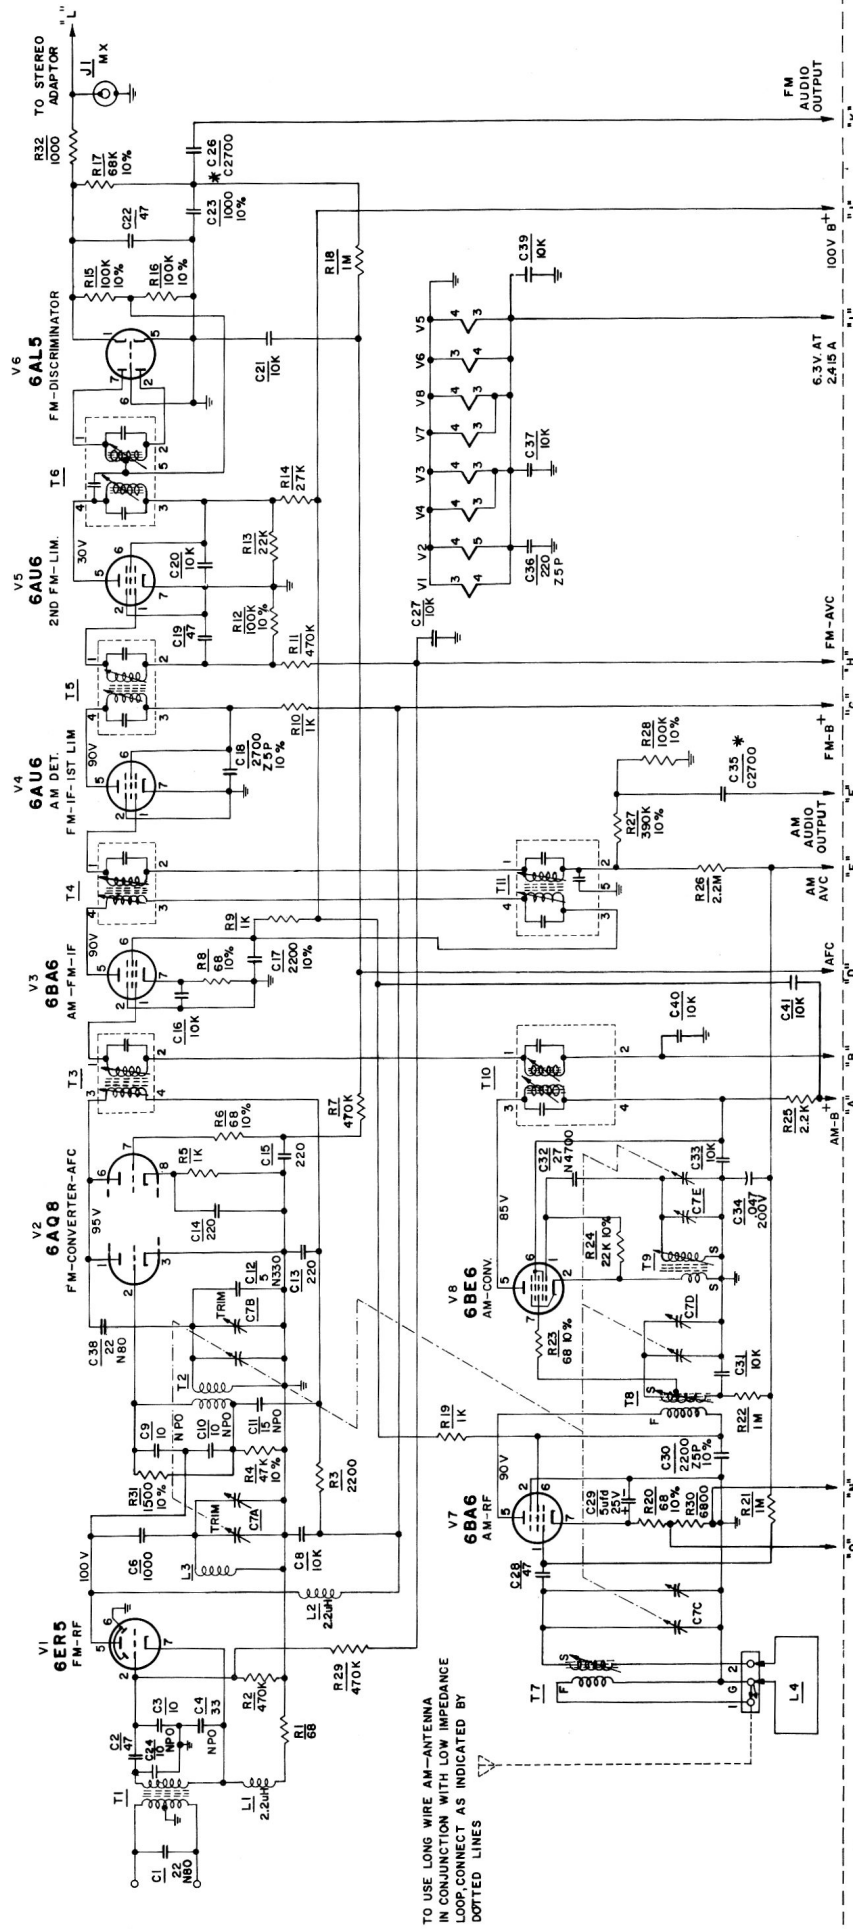 V1
6ER5
FM-RF
V2
6AQ8
FM-CONVERTER-AFC
V3
6BA6
AM-FM-IF
V4
6AU6
AM DET.
FM-IF-IST LIM
V5
6AU6
2ND FM-LIM.
V6
6AL5
FM-DISCRIMINATOR
TO STEREO
ADAPTOR
"L"
J1
MX
C1
22
N80
T1
C2
47
C24
10
NPO
C3
10
C4
33
NPO
L1
2.2uH
R1
68
R2
470K
R29
470K
L2
2.2uH
100V
C6
1000
L3
TRIM
C7A
C8
10K
R31
1500
10%
C9
10
NPO
C10
10
NPO
C11
15
NPO
R4
47K
10%
R3
2200
T2
C38
22
N80
TRIM
C7B
C12
5
N330
C13
220
95V
C14
220
R5
1K
R6
68
10%
C15
220
R7
470K
T3
90V
C16
10K
R8
68
10%
C17
2200
10%
R9
1K
T4
90V
C18
2700
Z5P
10%
R10
1K
T5
30V
C19
47
C20
10K
R12
100K
10%
R13
22K
R11
470K
R14
27K
T6
C21
10K
R15
100K
10%
R16
100K
10%
C22
47
R17
68K
10%
C23
1000
10%
R32
1000
* C26
C2700
R18
1M
FM
AUDIO
OUTPUT
V1
V2
V4
V3
V7
V8
V6
V5
C36
220
Z5P
C37
10K
C39
10K
C27
10K
TO USE LONG WIRE AM-ANTENNA
IN CONJUNCTION WITH LOW IMPEDANCE
LOOP, CONNECT AS INDICATED BY
DOTTED LINES
T7
F
S
1
G
2
L4
C7C
C28
47
V7
6BA6
AM-RF
90V
C29
5ufd
25V
R20
68
10%
R30
6800
R21
1M
R19
1K
C30
2200
Z5P
10%
T8
F
S
R22
1M
C31
10K
C7D
V8
6BE6
AM-CONV.
85V
R23
68 10%
R24
22K 10%
C32
27
N4700
T9
S
S
C7E
C33
10K
C34
.047
200V
T10
R25
2.2K
C40
10K
C41
10K
T11
R26
2.2M
R27
390K
10%
R28
100K
10%
C35 *
C2700
AM-B+
AFC
AM
AVC
AM
AUDIO
OUTPUT
FM-B+
FM-AVC
6.3V. AT
2.415 A
100V B+